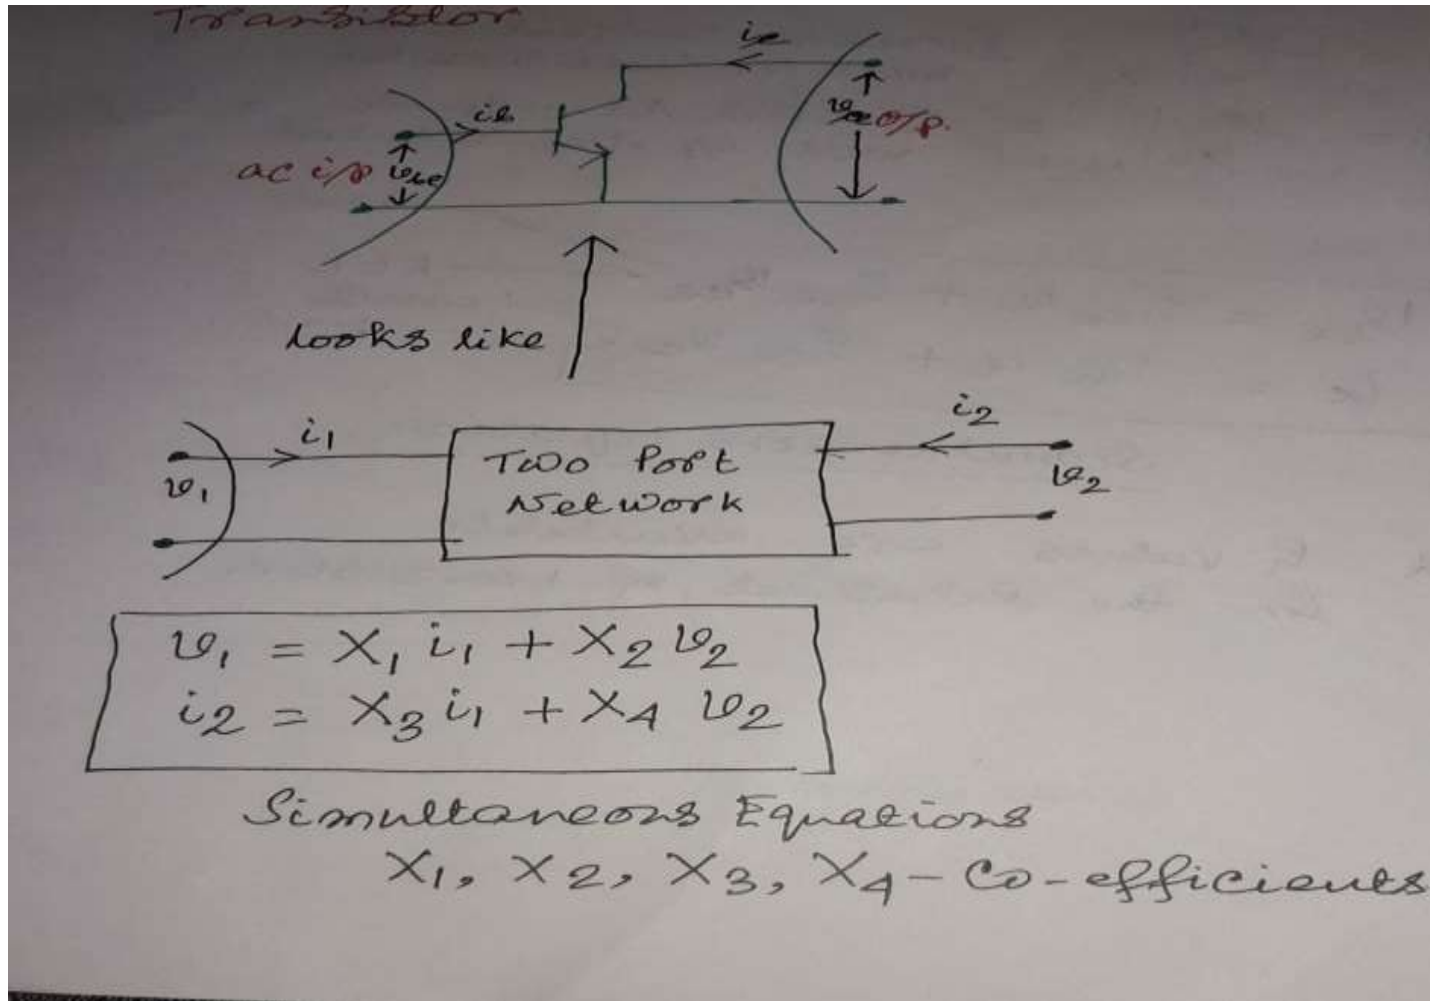 Transistor
ic
ib
ac i/p vbe
o/p.
looks like
i1
i2
v1
Two Port
Network
v2
v1 = X1 i1 + X2 v2
i2 = X3 i1 + X4 v2
Simultaneous Equations
X1, X2, X3, X4 - Co-efficients